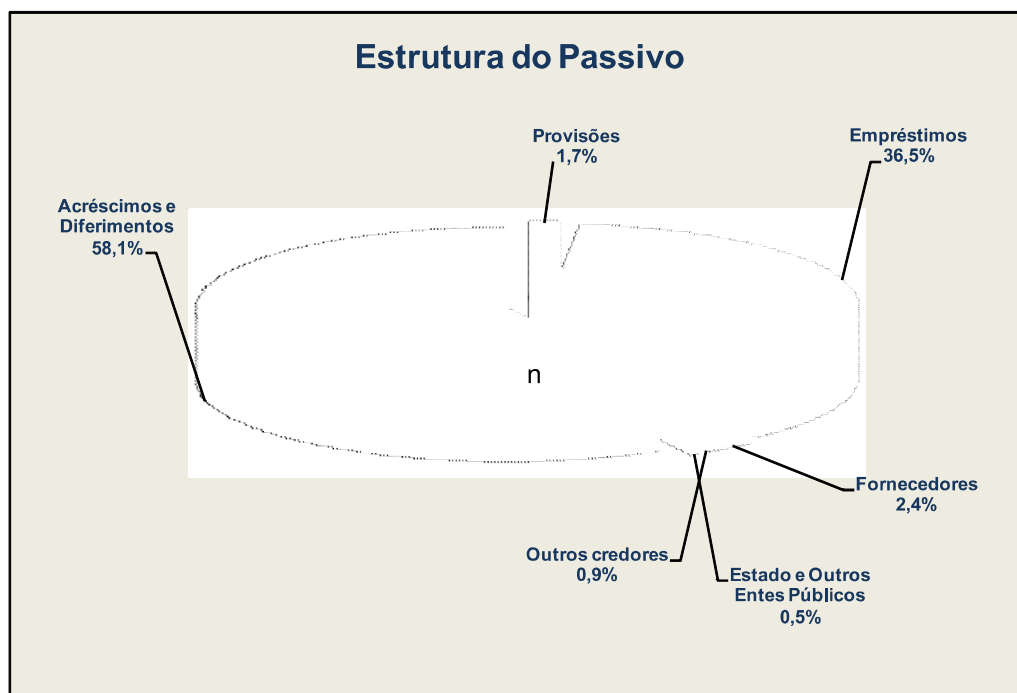 Estrutura do Passivo
Provisões
1,7%
Empréstimos
36,5%
Acréscimos e
Diferimentos
58,1%
n
Fornecedores
2,4%
Outros credores
0,9%
Estado e Outros
Entes Públicos
0,5%